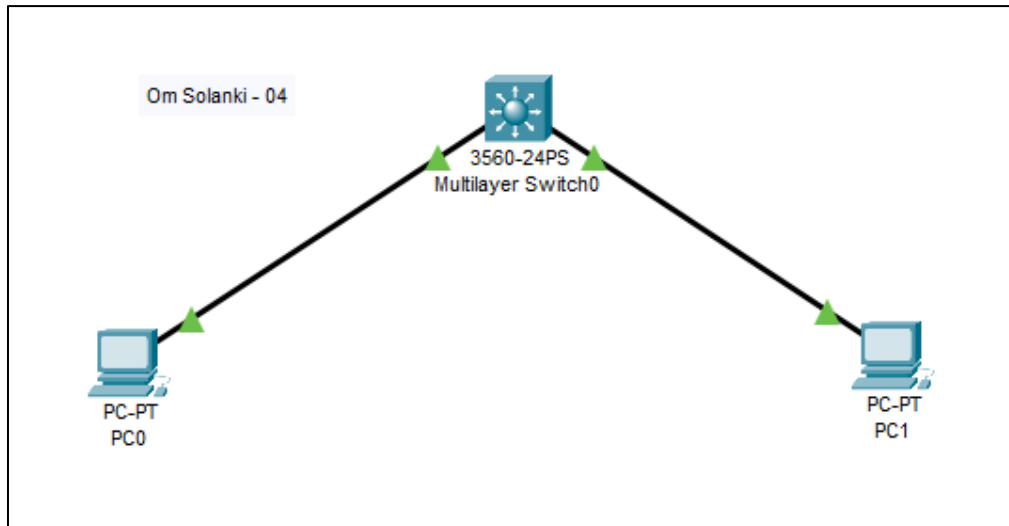 Om Solanki - 04
3560-24PS
Multilayer Switch0
PC-PT
PC0
PC-PT
PC1